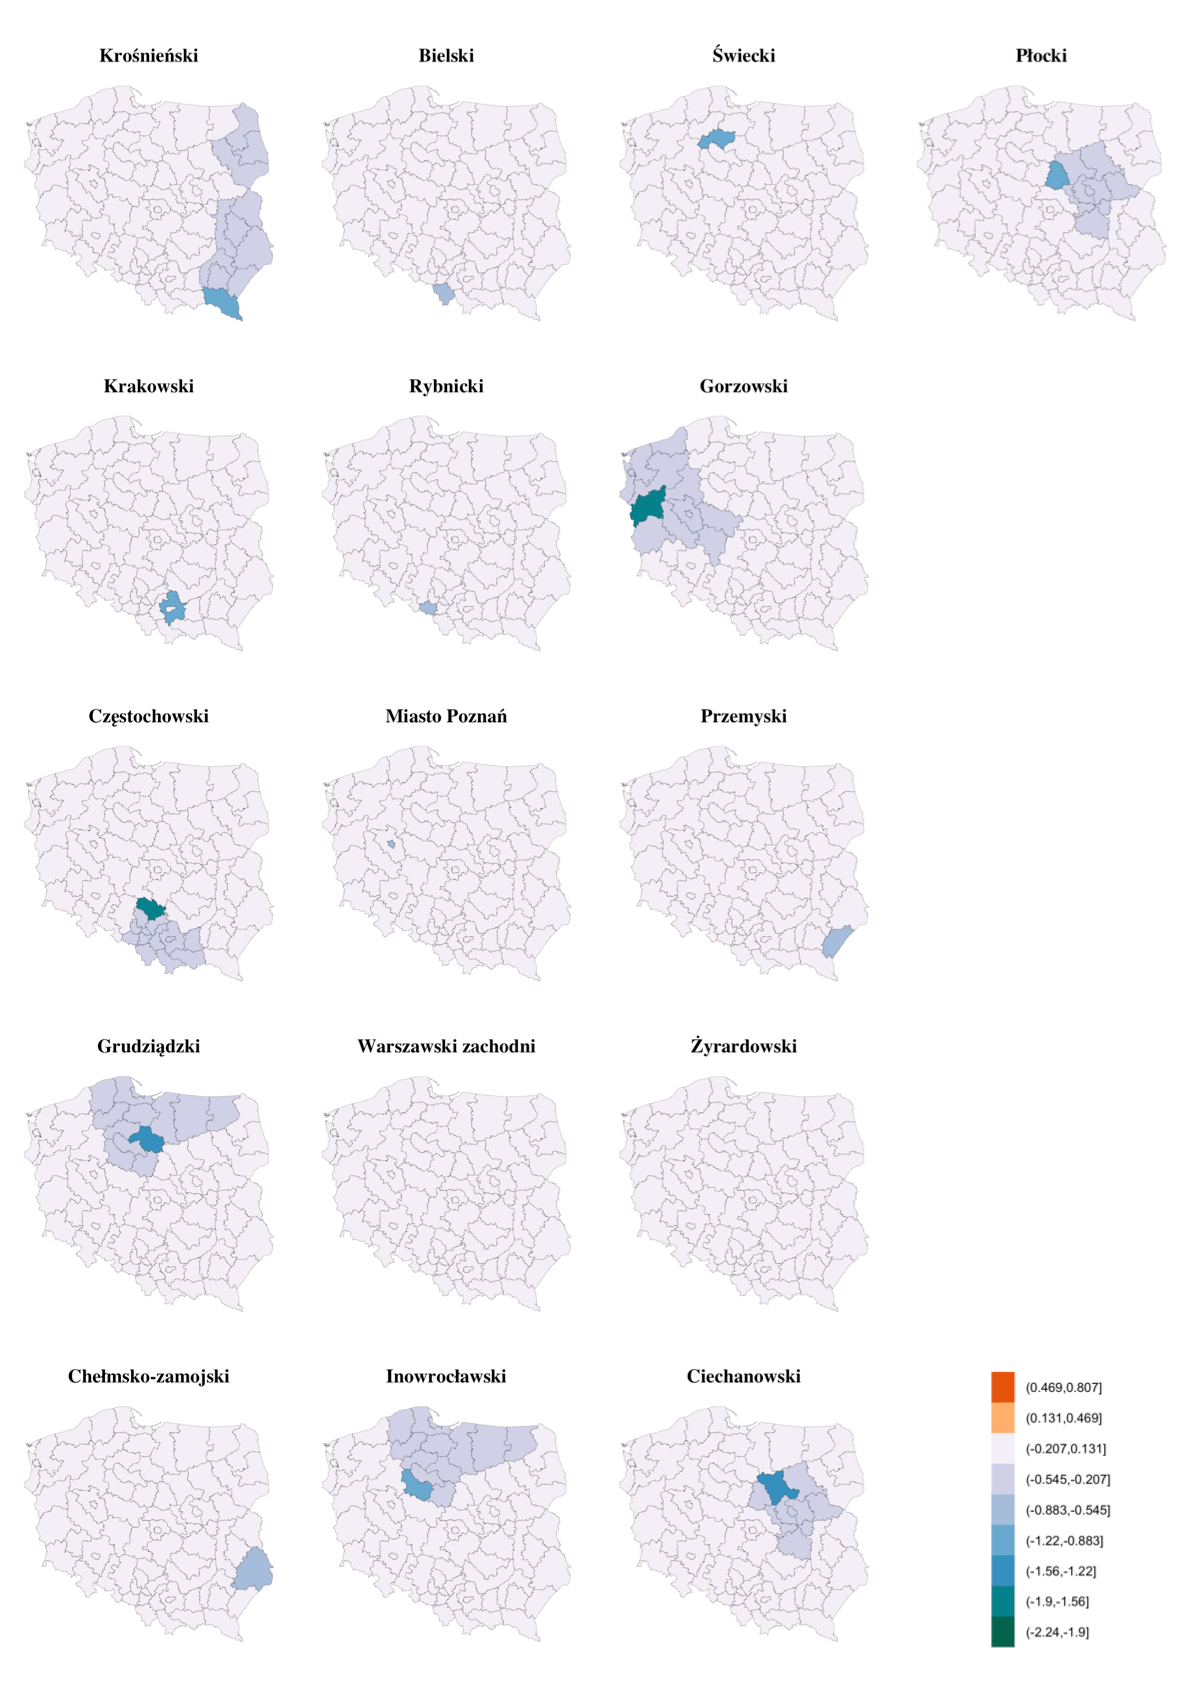 Krośnieński
Bielski
Świecki
Płocki
Krakowski
Rybnicki
Gorzowski
Częstochowski
Miasto Poznań
Przemyski
Grudziądzki
Warszawski zachodni
Żyrardowski
Chełmsko-zamojski
Inowrocławski
Ciechanowski
(0.469,0.807]
(0.131,0.469]
(-0.207,0.131]
(-0.545,-0.207]
(-0.883,-0.545]
(-1.22,-0.883]
(-1.56,-1.22]
(-1.9,-1.56]
(-2.24,-1.9]